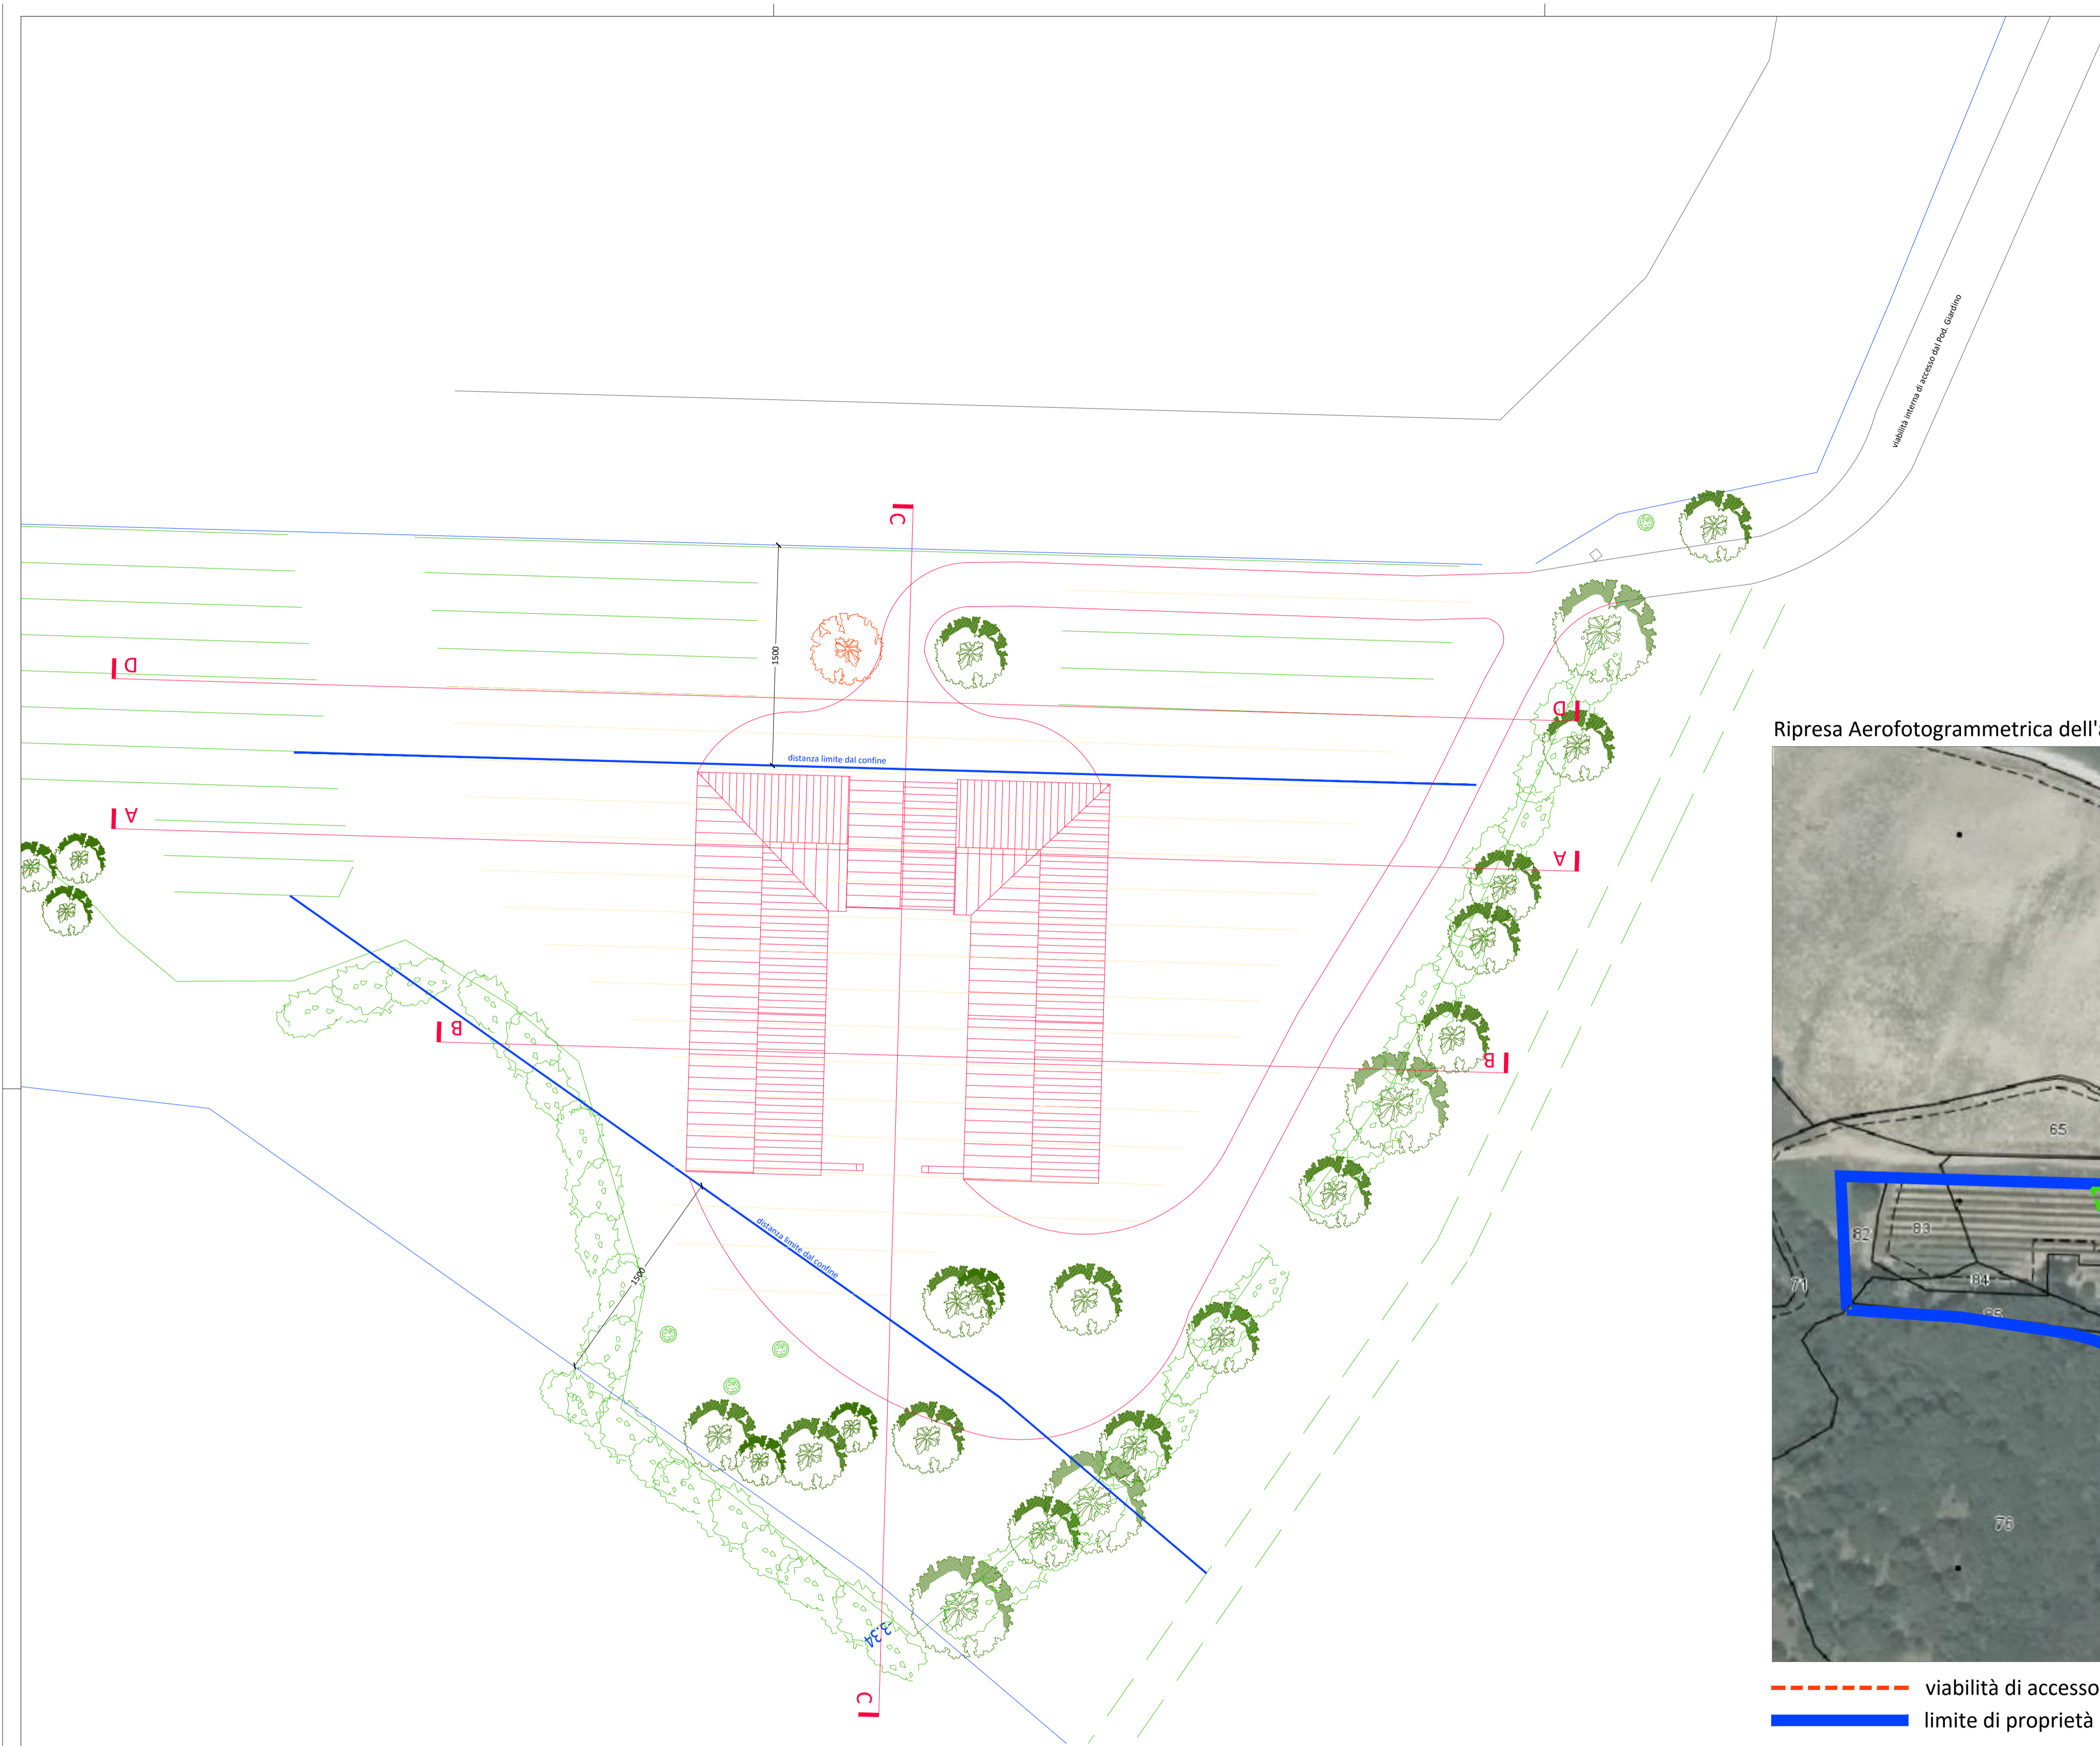 viabilità interna di accesso dal Pod. Giardino
C
1500
D
D
distanza limite dal confine
A
A
B
B
distanza limite dal confine
1500
-3.34
C
Ripresa Aerofotogrammetrica dell'
65
82
83
84
85
71
76
viabilità di accesso
limite di proprietà